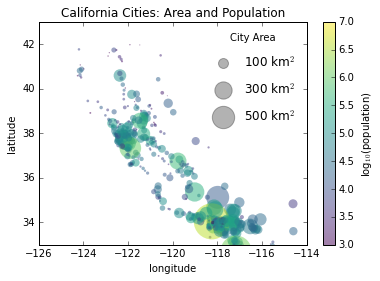 California Cities: Area and Population
City Area
100 km²
300 km²
500 km²
latitude
42
40
38
36
34
−126
−124
−122
−120
−118
−116
−114
longitude
7.0
6.5
6.0
5.5
5.0
4.5
4.0
3.5
3.0
log₁₀(population)